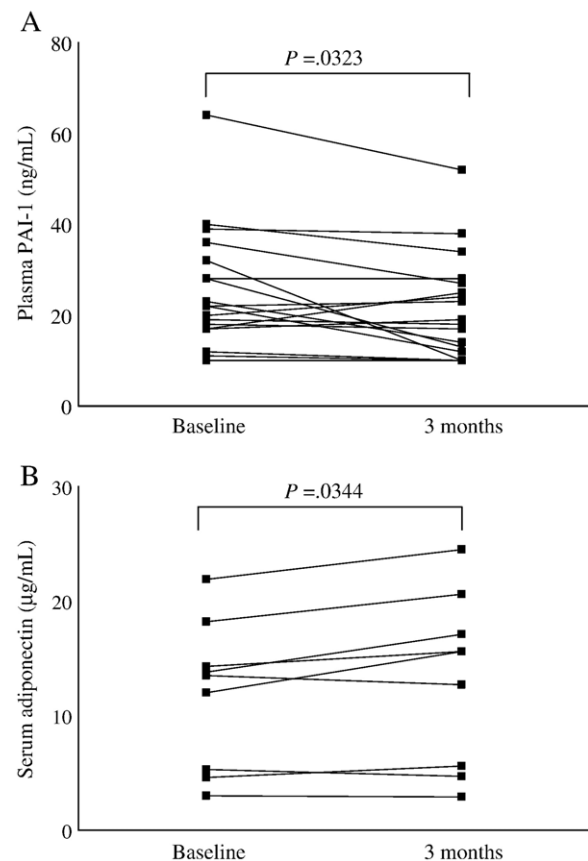 A
80
P =.0323
60
40
20
0
Plasma PAI-1 (ng/mL)
Baseline 3 months
B
30
P =.0344
20
10
0
Serum adiponectin (µg/mL)
Baseline 3 months